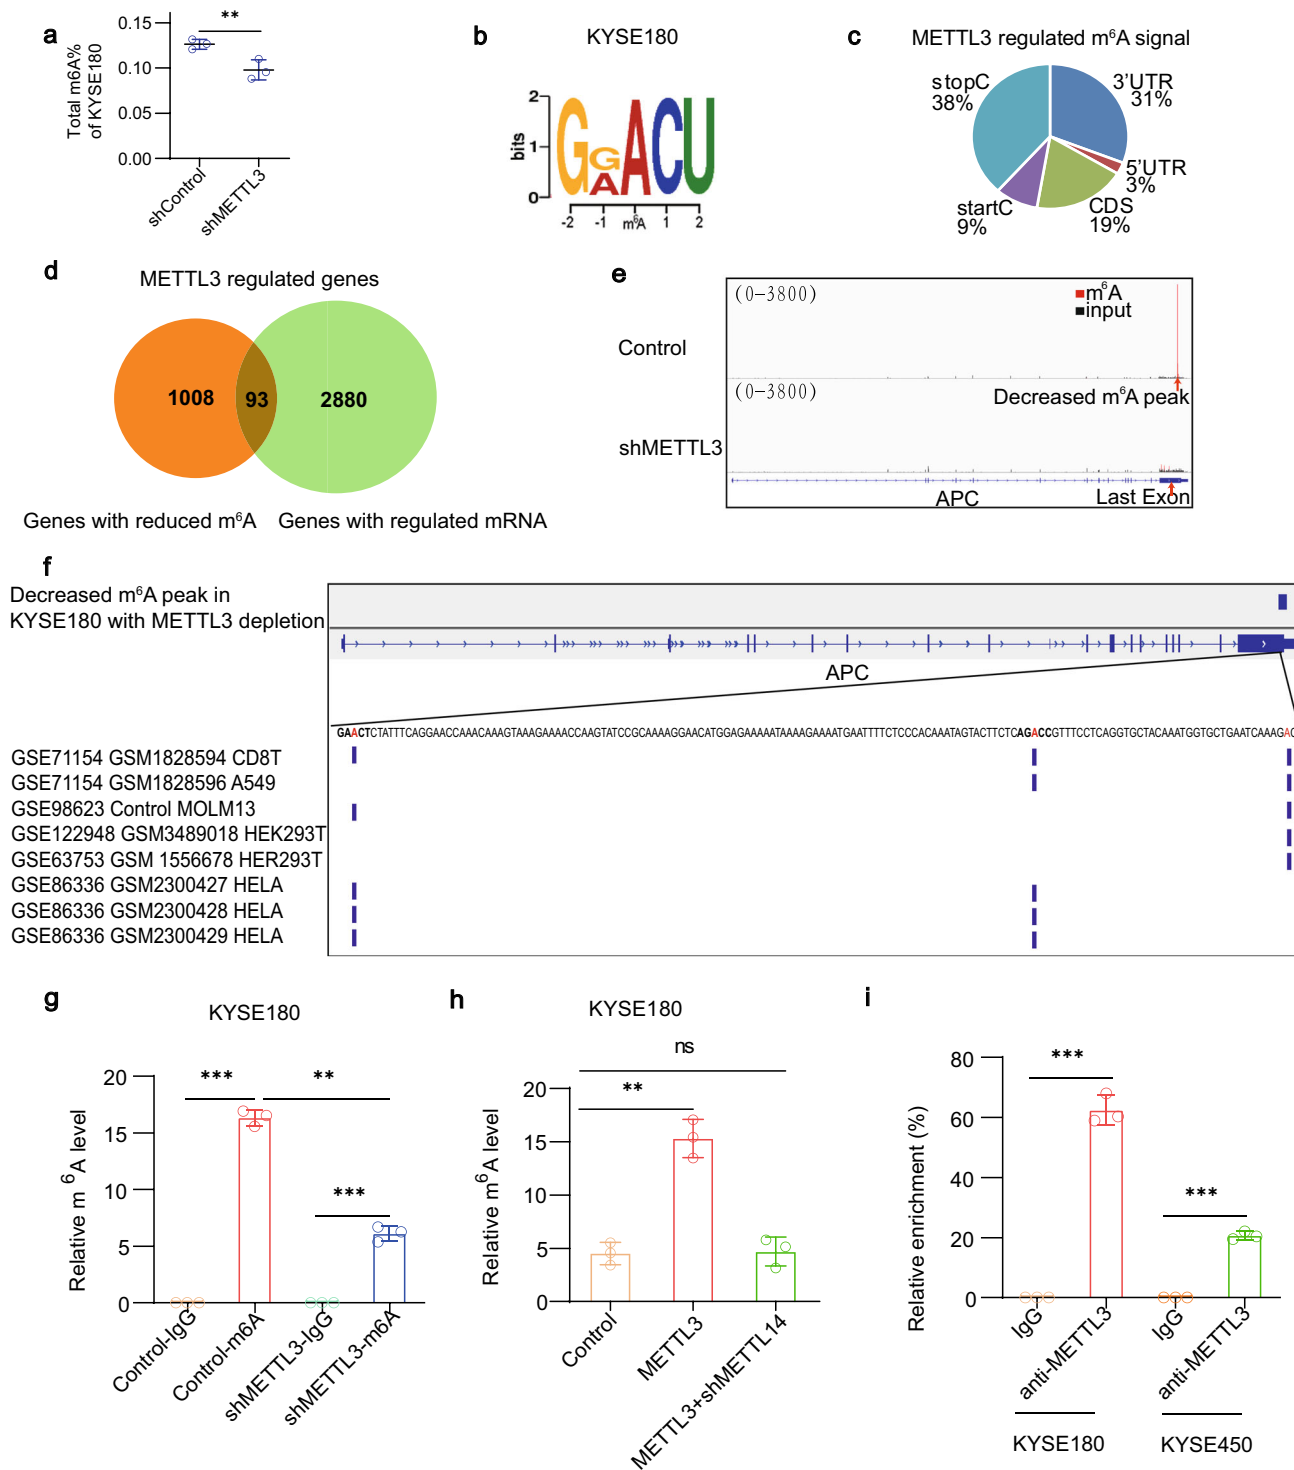 a
0.15
0.10
0.05
0.00
Total m6A%
of KYSE180
**
shControl
shMETTL3
b
KYSE180
2
1
0
bits
GGAACU
-2 -1 m⁶A 1 2
c
METTL3 regulated m⁶A signal
stopC
38%
3'UTR
31%
5'UTR
3%
startC
9%
CDS
19%
d
METTL3 regulated genes
1008 93 2880
Genes with reduced m⁶A Genes with regulated mRNA
e
(0-3800)
m⁶A
input
Control
(0-3800)
Decreased m⁶A peak
shMETTL3
APC
Last Exon
f
Decreased m⁶A peak in
KYSE180 with METTL3 depletion
APC
GAACTCTATTTCAGGAACCAAACAAAGTAAAGAAAACCAAGTATCCGCAAAAGGAACATGGAGAAAAATAAAAGAAAATGAATTTTCTCCCACAAATAGTACTTCTCAGACCGTTTCCTCAGGTGCTACAAATGGTGCTGAATCAAAGAC
GSE71154 GSM1828594 CD8T
GSE71154 GSM1828596 A549
GSE98623 Control MOLM13
GSE122948 GSM3489018 HEK293T
GSE63753 GSM 1556678 HER293T
GSE86336 GSM2300427 HELA
GSE86336 GSM2300428 HELA
GSE86336 GSM2300429 HELA
g
KYSE180
20
15
10
5
0
Relative m ⁶A level
*** **
***
Control-IgG
Control-m6A
shMETTL3-IgG
shMETTL3-m6A
h
KYSE180
ns
**
20
15
10
5
0
Relative m⁶A level
Control
METTL3
METTL3+shMETTL14
i
80
60
40
20
0
Relative enrichment (%)
***
***
IgG
anti-METTL3
IgG
anti-METTL3
KYSE180 KYSE450